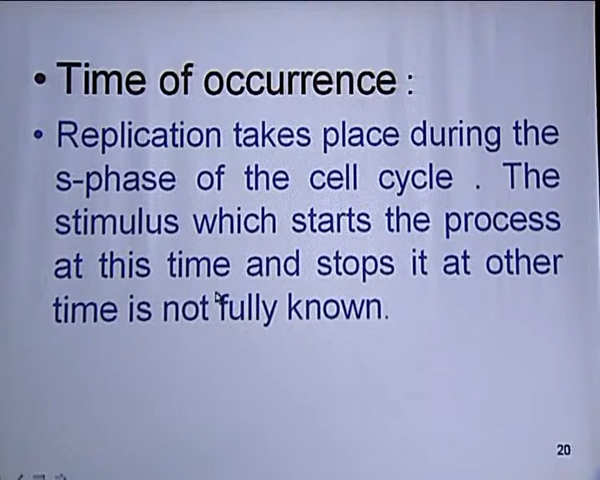 • Time of occurrence :
• Replication takes place during the
s-phase of the cell cycle . The
stimulus which starts the process
at this time and stops it at other
time is not fully known.
20